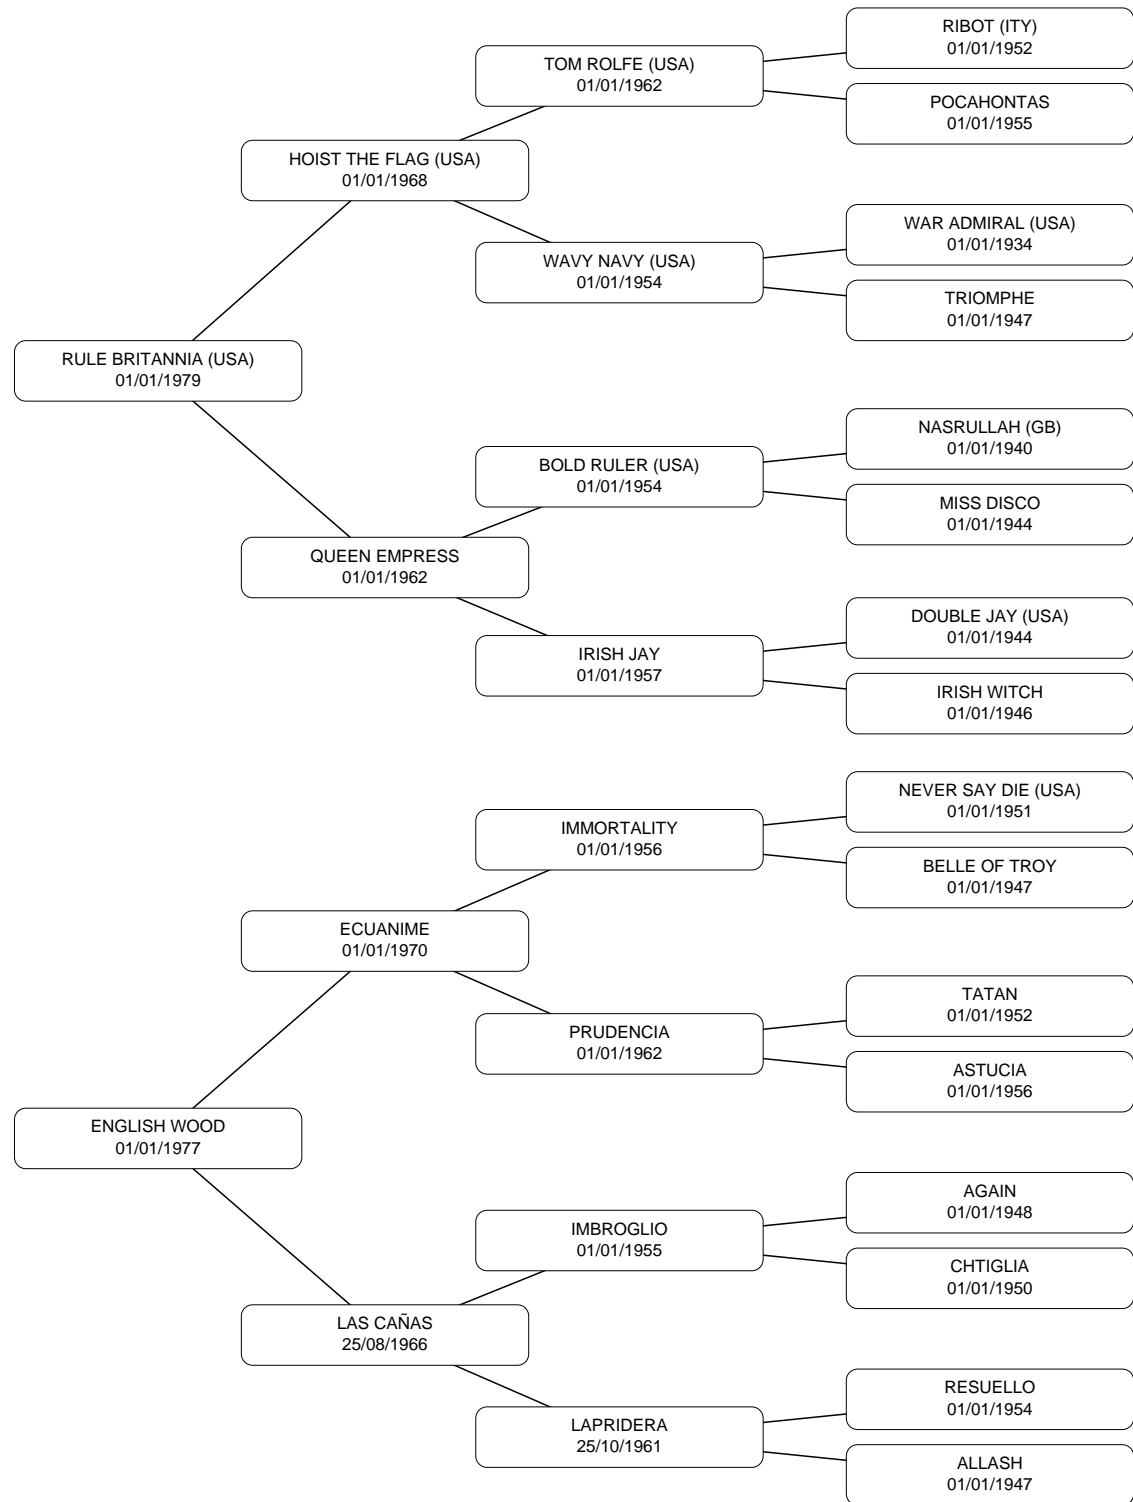 RIBOT (ITY)
01/01/1952
TOM ROLFE (USA)
01/01/1962
POCAHONTAS
01/01/1955
HOIST THE FLAG (USA)
01/01/1968
WAR ADMIRAL (USA)
01/01/1934
WAVY NAVY (USA)
01/01/1954
TRIOMPHE
01/01/1947
RULE BRITANNIA (USA)
01/01/1979
NASRULLAH (GB)
01/01/1940
BOLD RULER (USA)
01/01/1954
MISS DISCO
01/01/1944
QUEEN EMPRESS
01/01/1962
DOUBLE JAY (USA)
01/01/1944
IRISH JAY
01/01/1957
IRISH WITCH
01/01/1946
NEVER SAY DIE (USA)
01/01/1951
IMMORTALITY
01/01/1956
BELLE OF TROY
01/01/1947
ECUANIME
01/01/1970
TATAN
01/01/1952
PRUDENCIA
01/01/1962
ASTUCIA
01/01/1956
ENGLISH WOOD
01/01/1977
AGAIN
01/01/1948
IMBROGLIO
01/01/1955
CHTIGLIA
01/01/1950
LAS CAÑAS
25/08/1966
RESUELLO
01/01/1954
LAPRIDERA
25/10/1961
ALLASH
01/01/1947